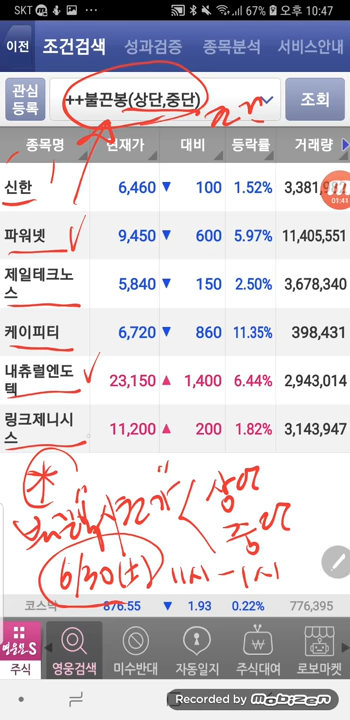 SKT 67% 오후 10:47
이전 조건검색 성과검증 종목분석 서비스안내
관심등록 ++불끈봉(상단,중단) 조회
종목명 현재가 대비 등락률 거래량
신한 6,460 ▼ 100 1.52%
파워넷 9,450 ▼ 600 5.97% 11,405,551
제일테크노스 5,840 ▼ 150 2.50% 3,678,340
케이피티 6,720 ▼ 860 11.35% 398,431
내츄럴엔도텍 23,150 ▲ 1,400 6.44% 2,943,014
링크제니시스 11,200 ▲ 200 1.82% 3,143,947
01:41
상단
중단
6/30(土) 11시-1시
코스닥 876.55 ▼ 1.93 0.22% 776,395
영웅문S
주식 영웅검색 미수반대 자동일지 주식대여 로보마켓
Recorded by mobizen